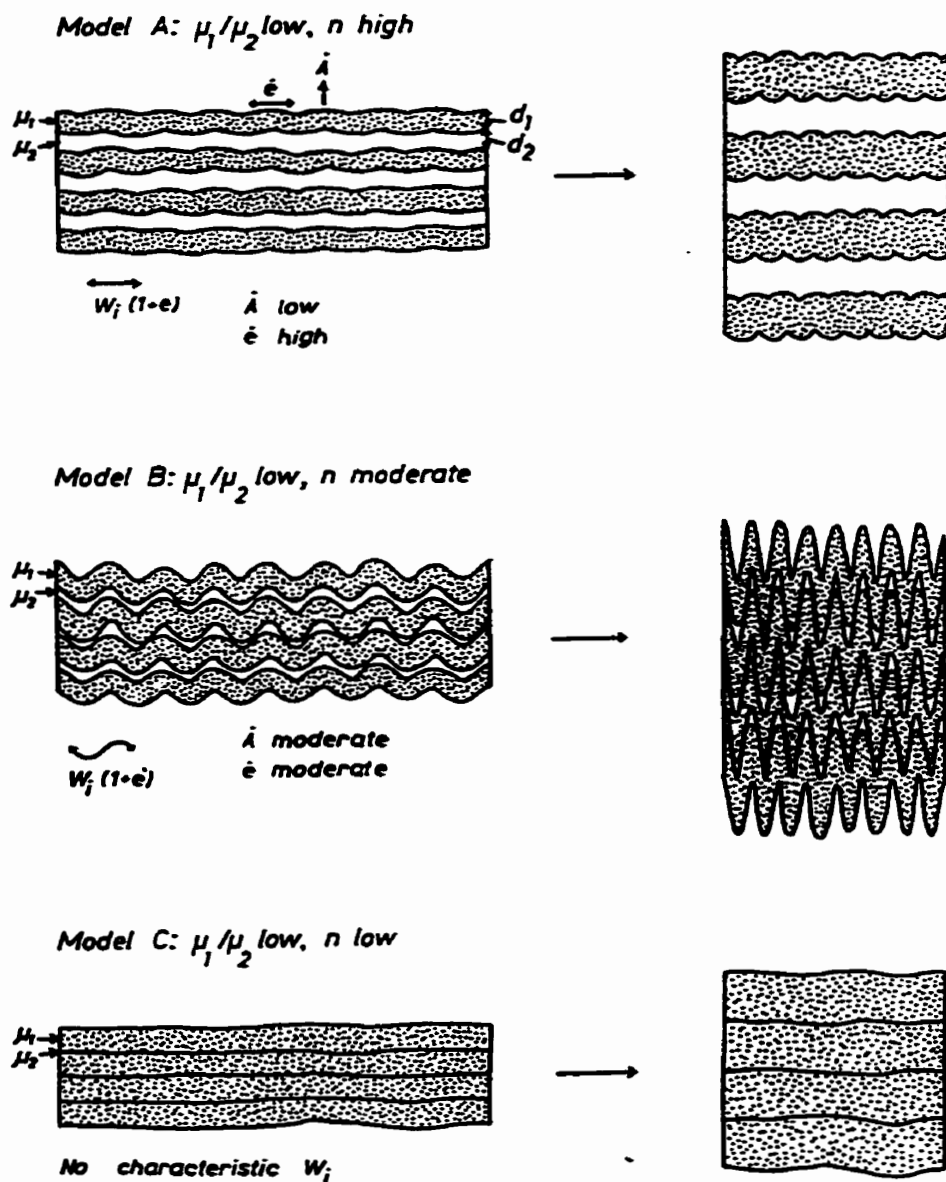 Model A: μ₁/μ₂ low, n high
ė Ȧ
μ₁ d₁
μ₂ d₂
Wᵢ(1+e) Ȧ low
ė high
Model B: μ₁/μ₂ low, n moderate
μ₁
μ₂
Wᵢ(1+e) Ȧ moderate
ė moderate
Model C: μ₁/μ₂ low, n low
μ₁
μ₂
No characteristic Wᵢ